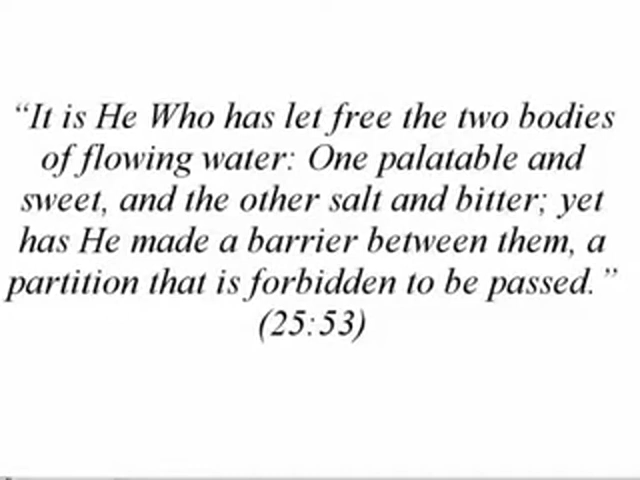 “It is He Who has let free the two bodies
of flowing water: One palatable and
sweet, and the other salt and bitter; yet
has He made a barrier between them, a
partition that is forbidden to be passed.”
(25:53)